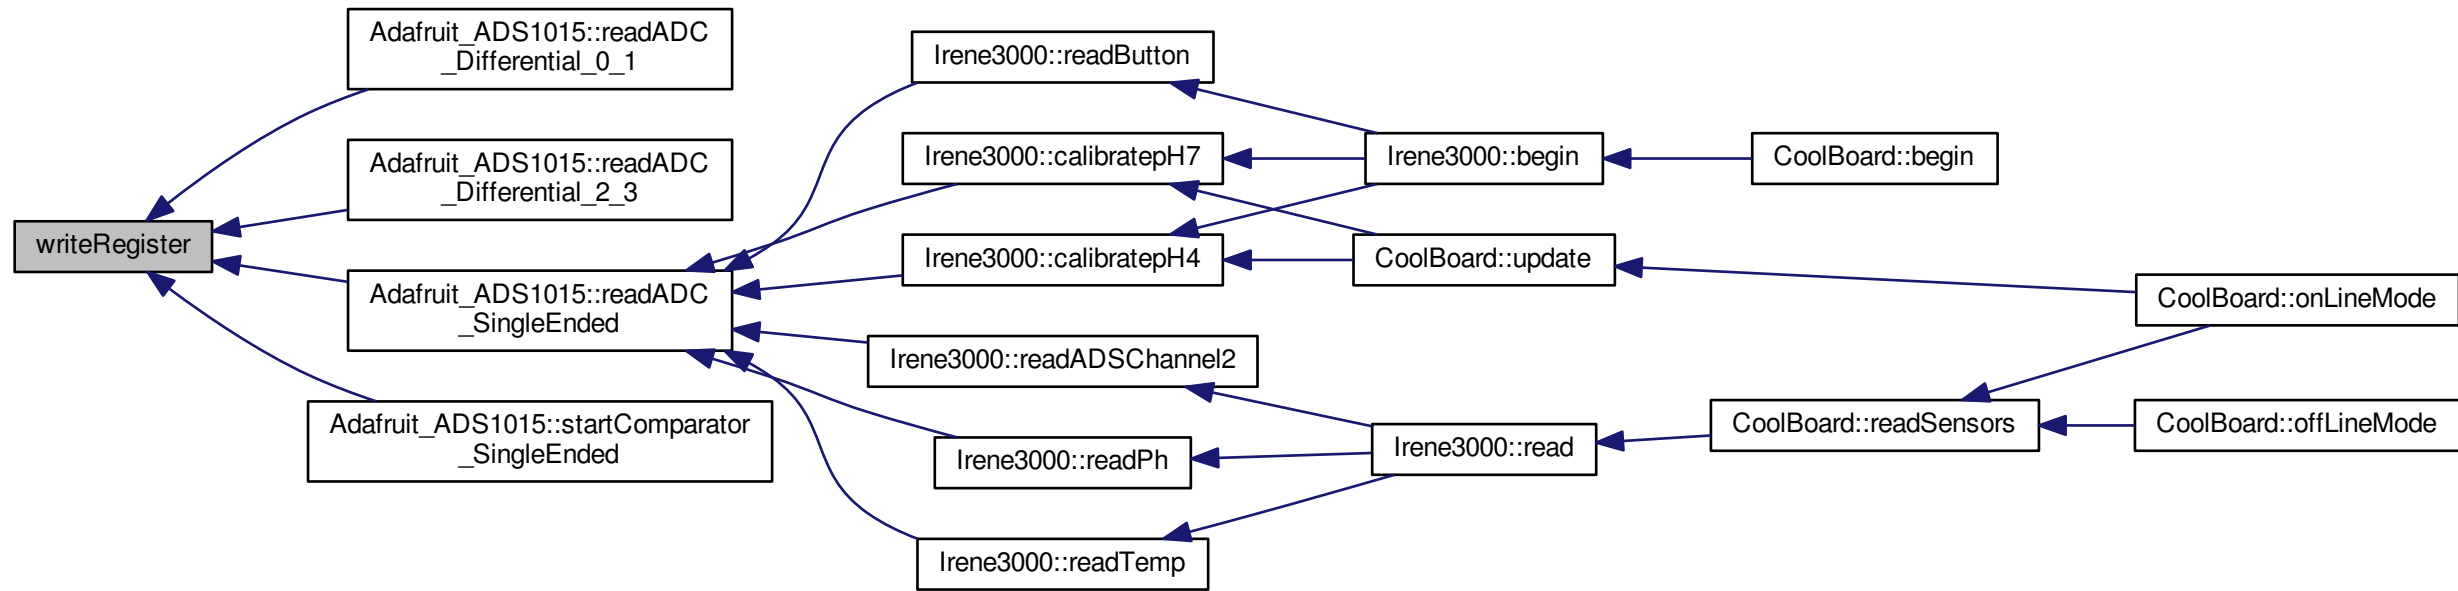 writeRegister
Adafruit_ADS1015::readADC
_Differential_0_1
Adafruit_ADS1015::readADC
_Differential_2_3
Adafruit_ADS1015::readADC
_SingleEnded
Adafruit_ADS1015::startComparator
_SingleEnded
Irene3000::readButton
Irene3000::calibratepH7
Irene3000::calibratepH4
Irene3000::readADSChannel2
Irene3000::readPh
Irene3000::readTemp
Irene3000::begin
CoolBoard::update
Irene3000::read
CoolBoard::begin
CoolBoard::readSensors
CoolBoard::onLineMode
CoolBoard::offLineMode